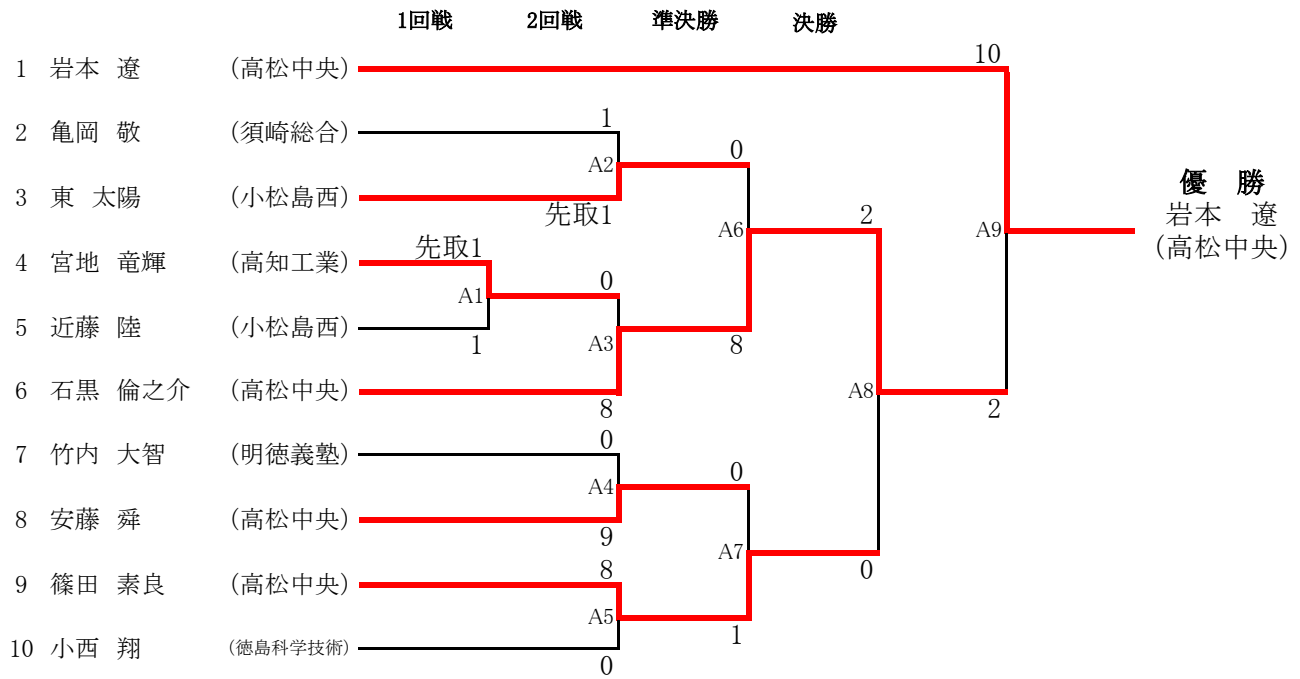 1回戦 2回戦 準決勝 決勝
10
1 岩本 遼 (高松中央)
1
2 亀岡 敬 (須崎総合)
A2 0
3 東 太陽 (小松島西)
先取1
2
優 勝
岩本 遼
(高松中央)
A6
A9
先取1
4 宮地 竜輝 (高知工業)
0
A1
5 近藤 陸 (小松島西)
1
A3
8
6 石黒 倫之介 (高松中央)
8
A8
2
0
7 竹内 大智 (明徳義塾)
0
A4
8 安藤 舜 (高松中央)
9
A7
8
0
9 篠田 素良 (高松中央)
A5
1
10 小西 翔 (徳島科学技術)
0